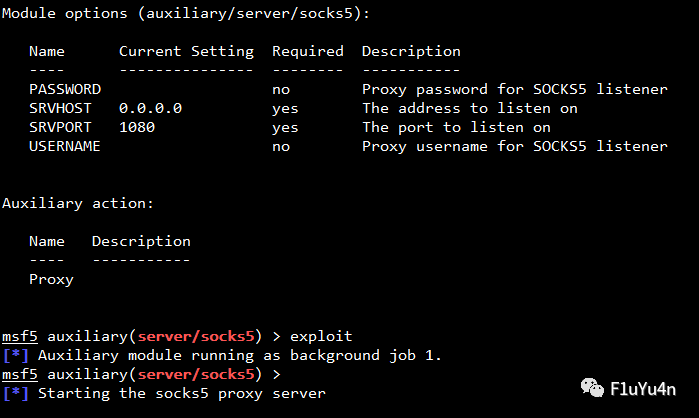 Module options (auxiliary/server/socks5):
Name Current Setting Required Description
---- --------------- -------- -----------
PASSWORD no Proxy password for SOCKS5 listener
SRVHOST 0.0.0.0 yes The address to listen on
SRVPORT 1080 yes The port to listen on
USERNAME no Proxy username for SOCKS5 listener
Auxiliary action:
Name Description
---- -----------
Proxy
msf5 auxiliary(server/socks5) > exploit
[*] Auxiliary module running as background job 1.
msf5 auxiliary(server/socks5) >
[*] Starting the socks5 proxy server
F1uYu4n